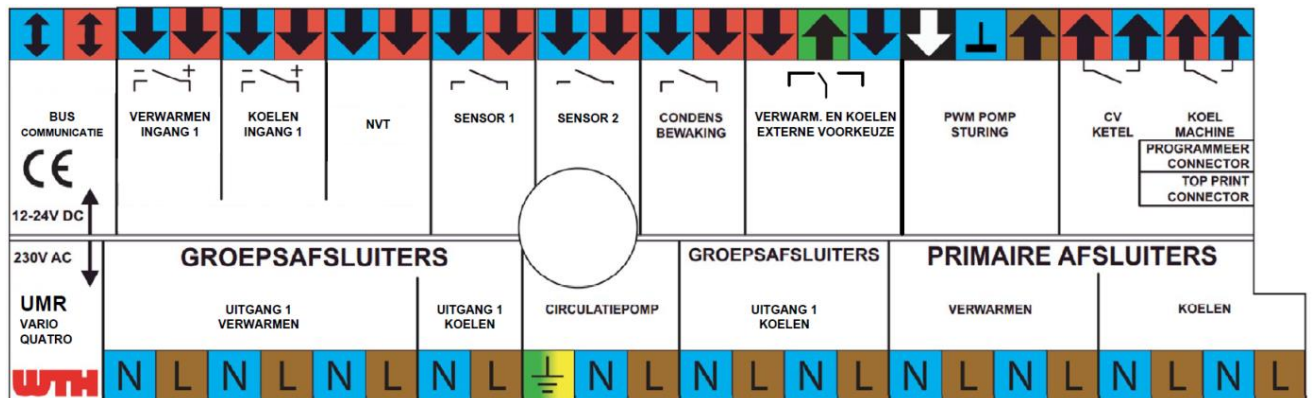 BUS
COMMUNICATIE
CE
12-24V DC
- +
VERWARMEN
INGANG 1
- +
KOELEN
INGANG 1
NVT
SENSOR 1
SENSOR 2
CONDENS
BEWAKING
VERWARM. EN KOELEN
EXTERNE VOORKEUZE
PWM POMP
STURING
CV
KETEL
KOEL
MACHINE
PROGRAMMEER
CONNECTOR
TOP PRINT
CONNECTOR
230V AC
UMR
VARIO
QUATRO
WTH
GROEPSAFSLUITERS
UITGANG 1
VERWARMEN
UITGANG 1
KOELEN
CIRCULATIEPOMP
GROEPSAFSLUITERS
UITGANG 1
KOELEN
PRIMAIRE AFSLUITERS
VERWARMEN
KOELEN
N L N L N L N L N L N L N L N L N L N L N L